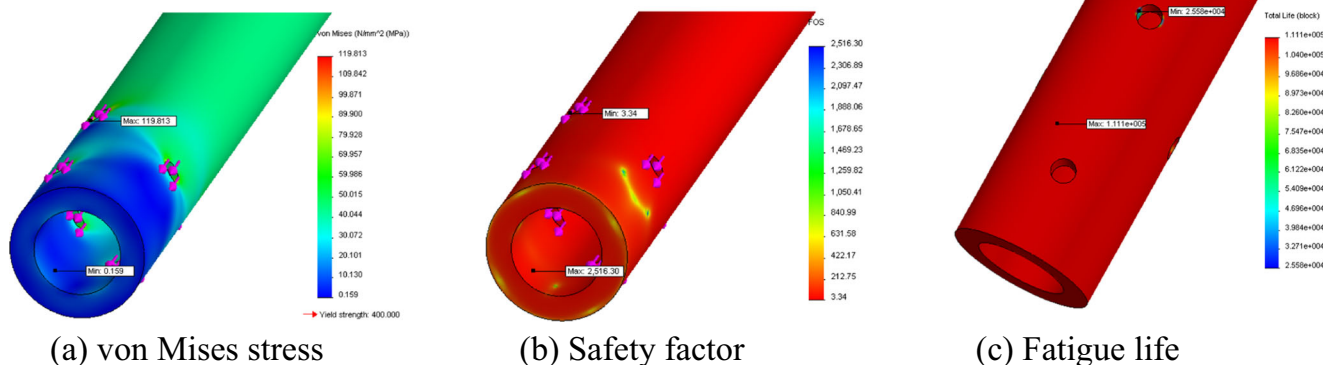 von Mises (N/mm^2 (MPa))
119.813
109.842
99.871
89.900
79.928
69.957
59.986
50.015
40.044
30.072
20.101
10.130
0.159
Yield strength: 400.000
Max: 119.813
Min: 0.159
(a) von Mises stress
FOS
2,516.30
2,306.89
2,097.47
1,888.06
1,678.65
1,469.23
1,259.82
1,050.41
840.99
631.58
422.17
212.75
3.34
Min: 3.34
Max: 2,516.30
(b) Safety factor
Total Life (block)
1.111e+005
1.040e+005
9.686e+004
8.973e+004
8.260e+004
7.547e+004
6.835e+004
6.122e+004
5.409e+004
4.696e+004
3.984e+004
3.271e+004
2.558e+004
Min: 2.558e+004
Max: 1.111e+005
(c) Fatigue life